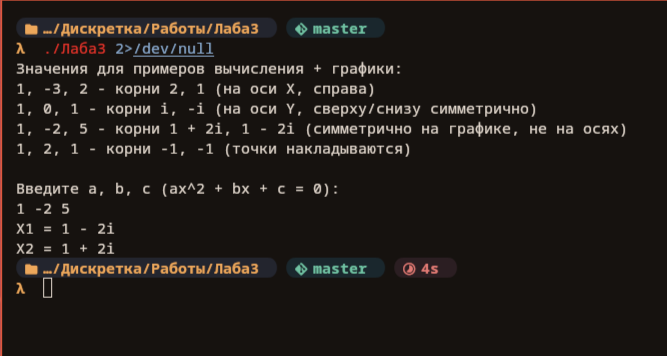 …/Дискретка/Работы/Лаба3 master
λ ./Лаба3 2>/dev/null
Значения для примеров вычисления + графики:
1, -3, 2 - корни 2, 1 (на оси X, справа)
1, 0, 1 - корни i, -i (на оси Y, сверху/снизу симметрично)
1, -2, 5 - корни 1 + 2i, 1 - 2i (симметрично на графике, не на осях)
1, 2, 1 - корни -1, -1 (точки накладываются)
Введите a, b, c (ax^2 + bx + c = 0):
1 -2 5
X1 = 1 - 2i
X2 = 1 + 2i
…/Дискретка/Работы/Лаба3 master 4s
λ